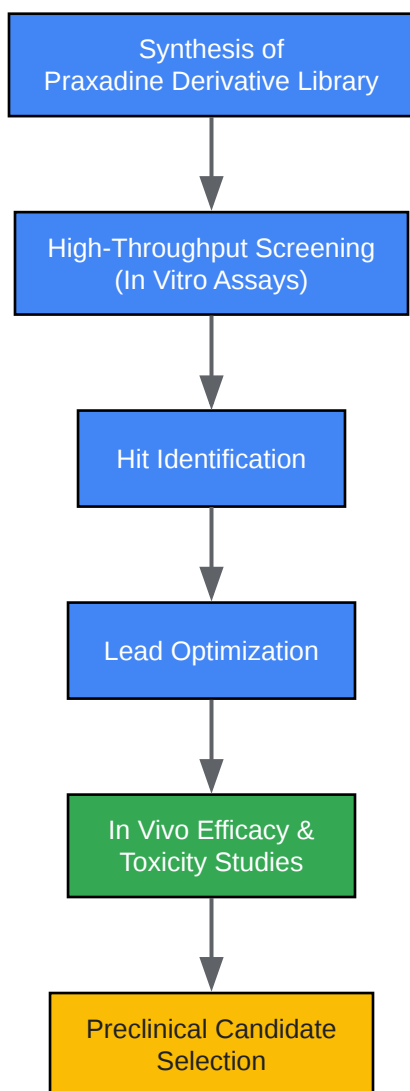 Synthesis of
Praxadine Derivative Library
High-Throughput Screening
(In Vitro Assays)
Hit Identification
Lead Optimization
In Vivo Efficacy &
Toxicity Studies
Preclinical Candidate
Selection